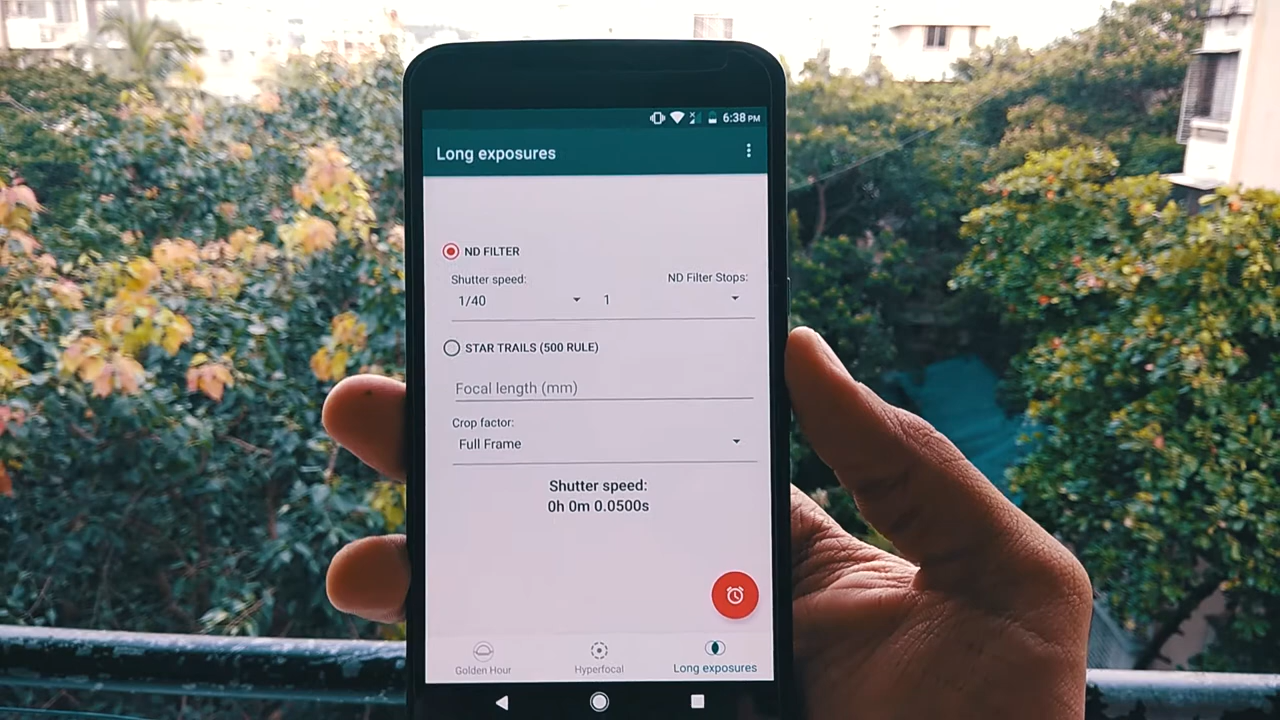 6:38 PM
Long exposures
ND FILTER
Shutter speed:
ND Filter Stops:
1/40
1
STAR TRAILS (500 RULE)
Focal length (mm)
Crop factor:
Full Frame
Shutter speed:
0h 0m 0.0500s
Golden Hour
Hyperfocal
Long exposures